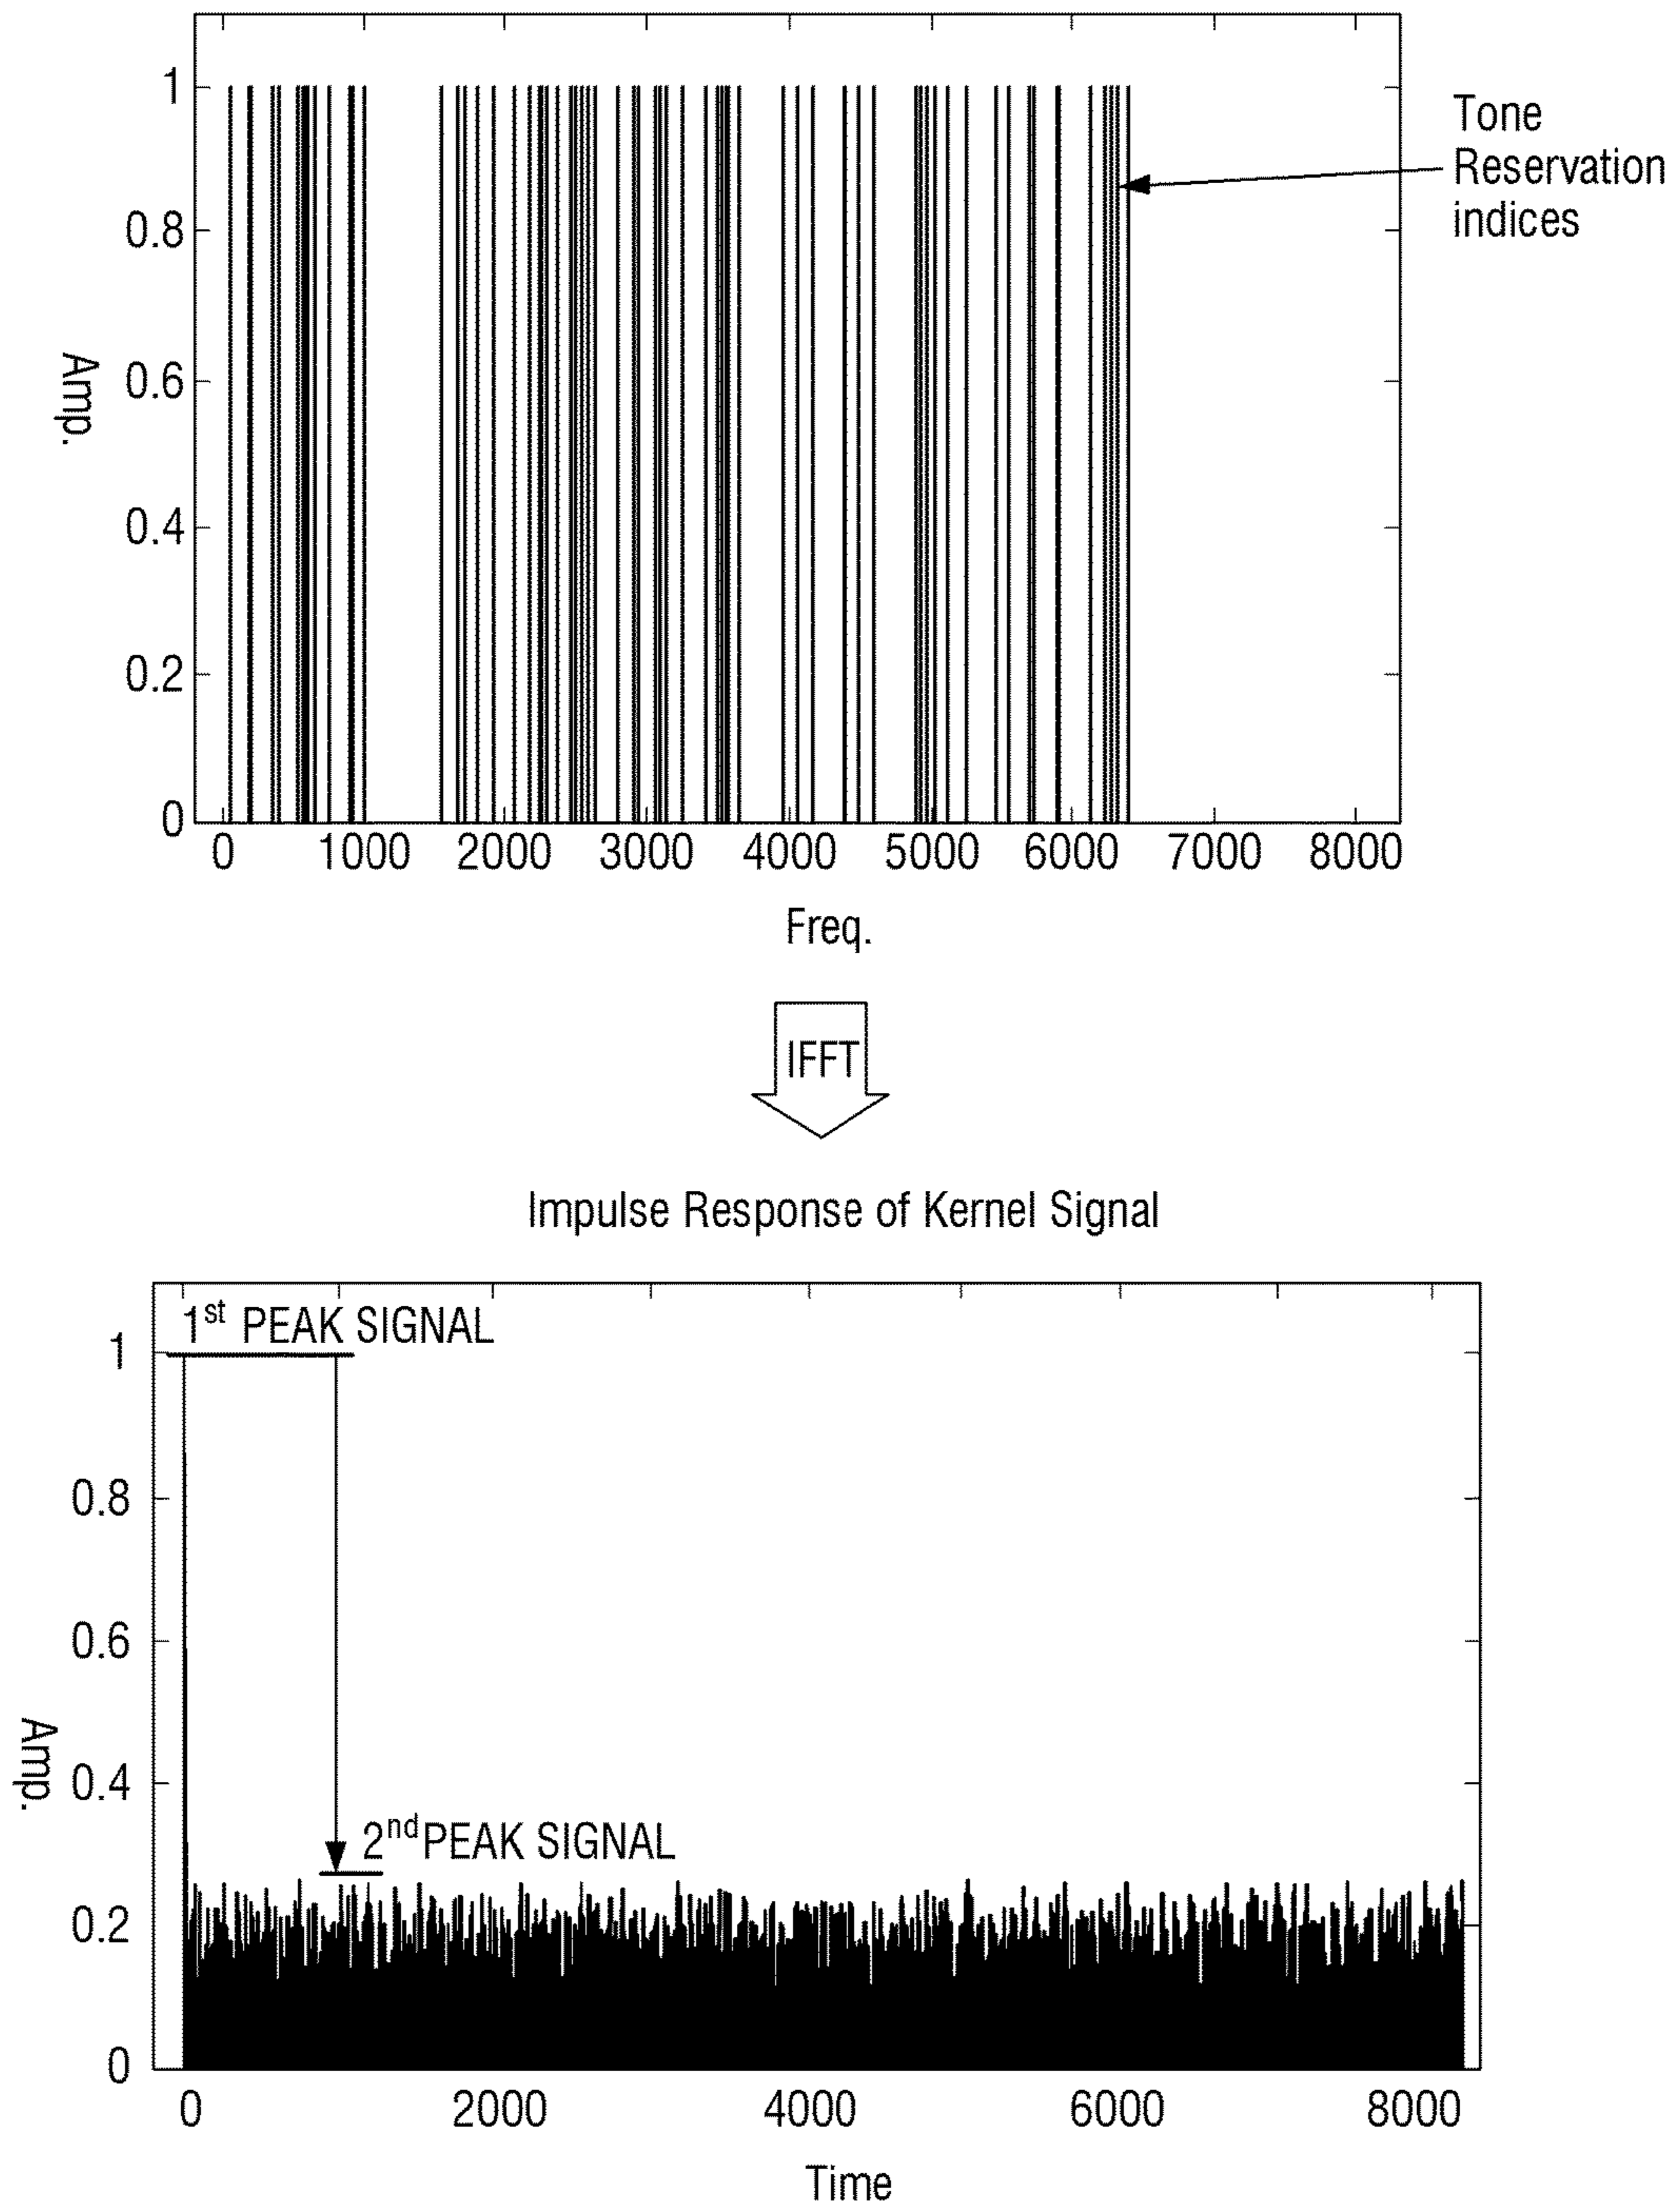 1
Tone
Reservation
indices
0.8
0.6
Amp.
0.4
0.2
0
0 1000 2000 3000 4000 5000 6000 7000 8000
Freq.
IFFT
Impulse Response of Kernel Signal
1st PEAK SIGNAL
1
0.8
0.6
Amp.
0.4
2nd PEAK SIGNAL
0.2
0
0 2000 4000 6000 8000
Time